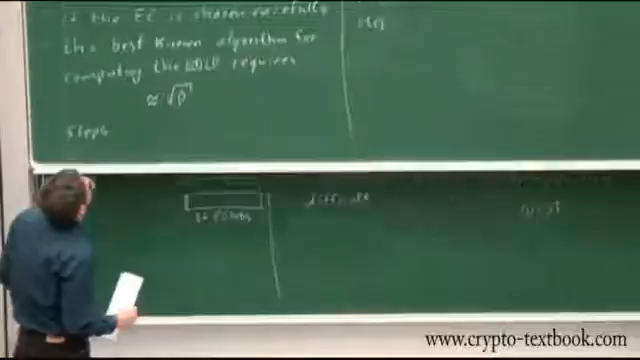 if the EC is chosen carefully
the best known algorithm for
computing the DLP requires
≈ √p
steps
difficult
www.crypto-textbook.com